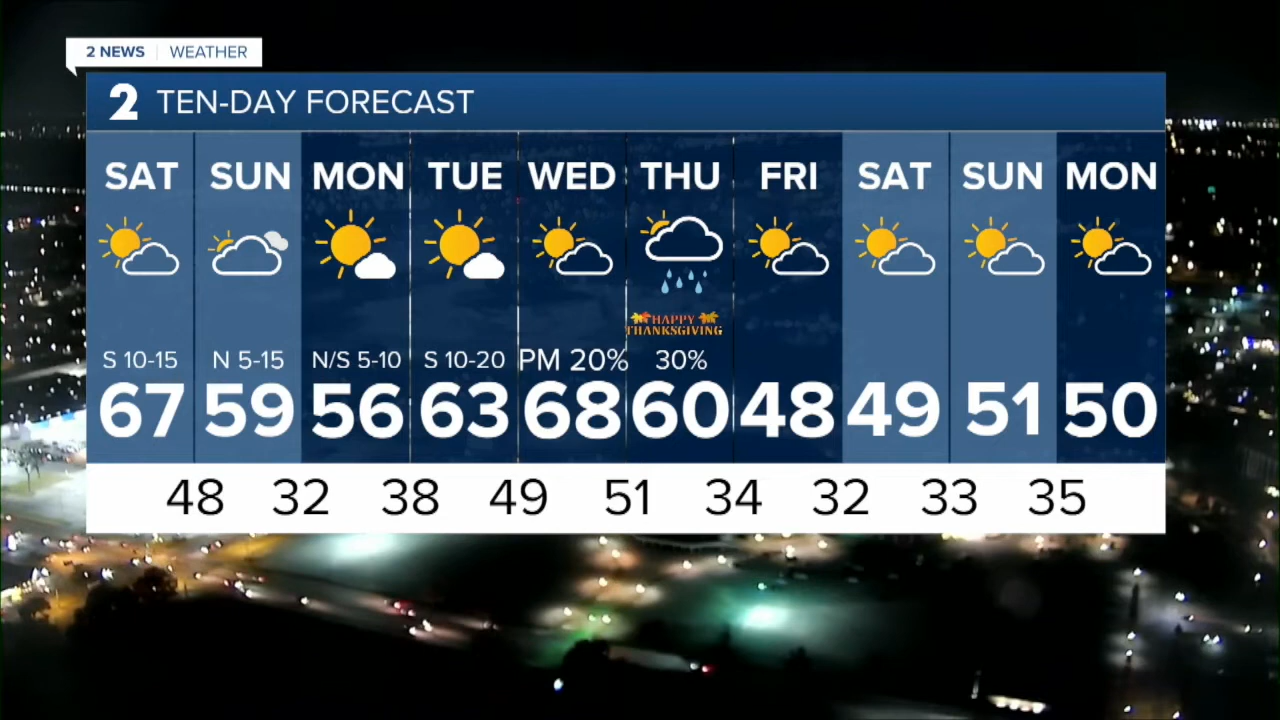 2 NEWS | WEATHER
2 TEN-DAY FORECAST
SAT SUN MON TUE WED THU FRI SAT SUN MON
HAPPY
THANKSGIVING
S 10-15 N 5-15 N/S 5-10 S 10-20 PM 20% 30%
67 59 56 63 68 60 48 49 51 50
48 32 38 49 51 34 32 33 35